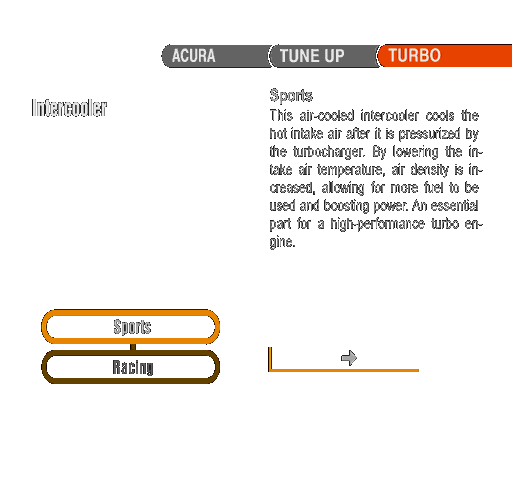 ACURA TUNE UP TURBO
Intercooler
Sports
This air-cooled intercooler cools the
hot intake air after it is pressurized by
the turbocharger. By lowering the in-
take air temperature, air density is in-
creased, allowing for more fuel to be
used and boosting power. An essential
part for a high-performance turbo en-
gine.
Sports
Racing